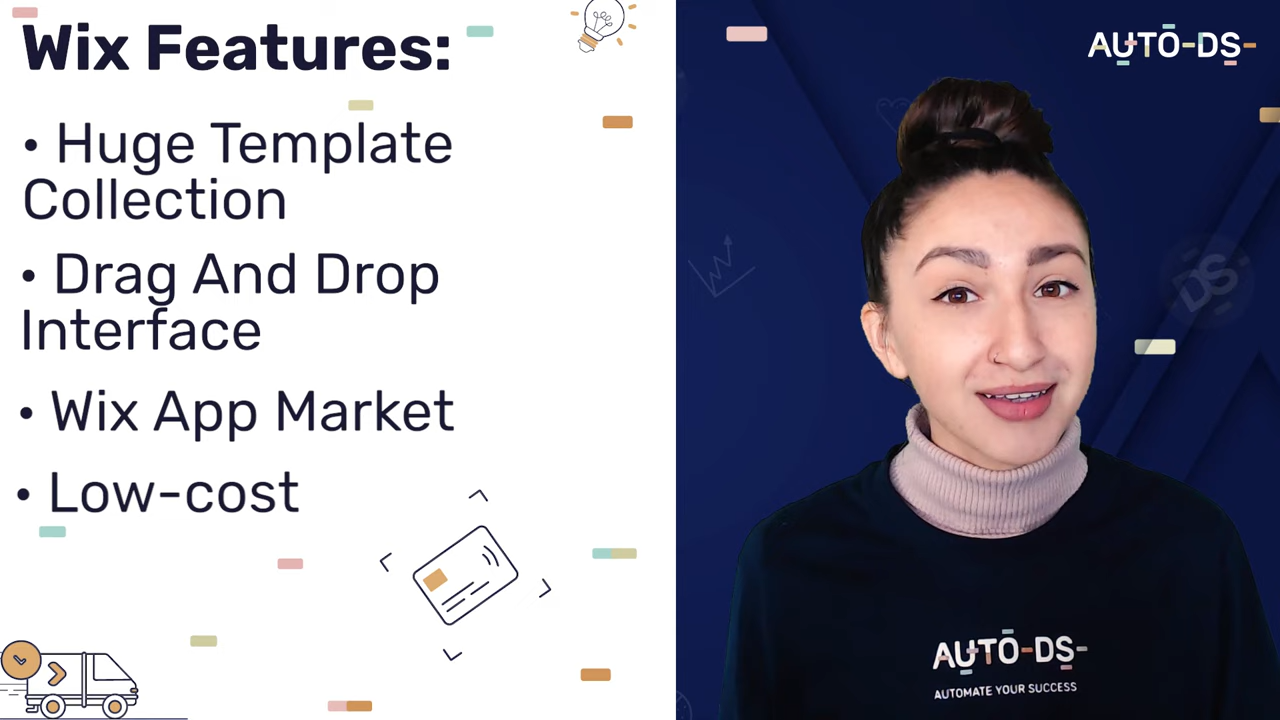 Wix Features:
• Huge Template
Collection
• Drag And Drop
Interface
• Wix App Market
• Low-cost
AUTO-DS-
DS
AUTO-DS-
AUTOMATE YOUR SUCCESS